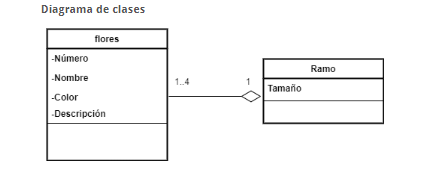 Diagrama de clases
flores
-Número
-Nombre
-Color
-Descripción
1..4
1
Ramo
Tamaño